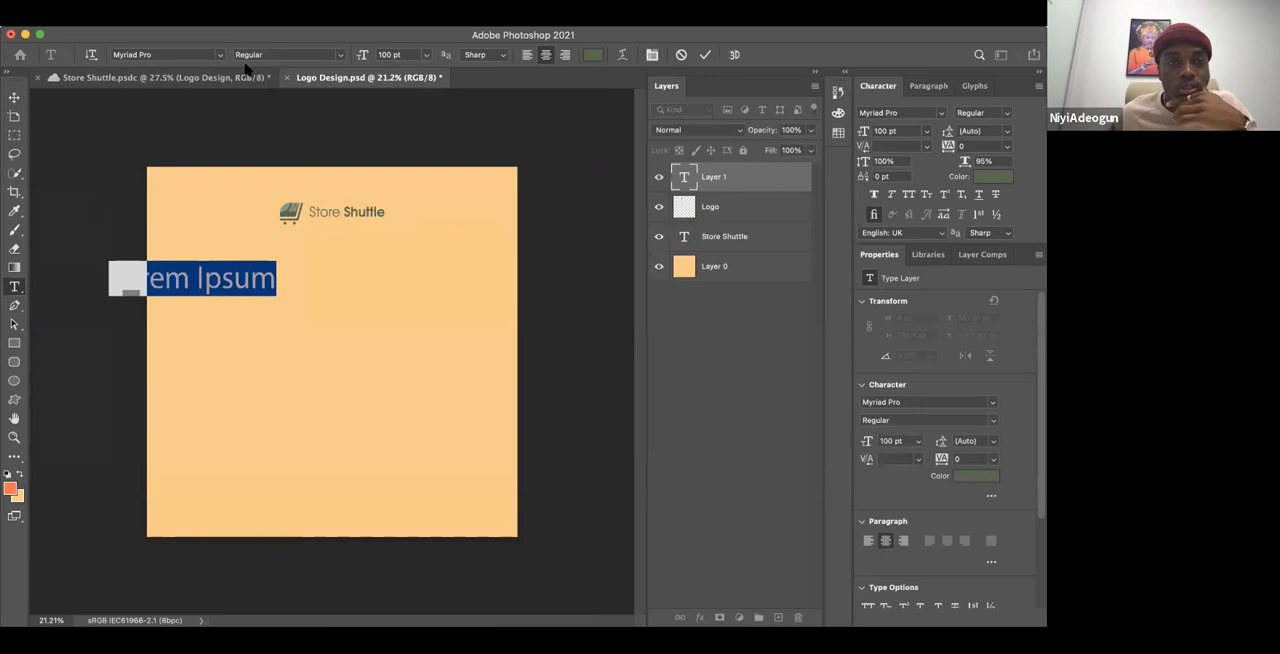 Adobe Photoshop 2021
Myriad Pro
Regular
100 pt
Sharp
3D
Store Shuttle.psdc @ 27.5% (Logo Design, RGB/8) *
Logo Design.psd @ 21.2% (RGB/8) *
Store Shuttle
rem Ipsum
21.21%
sRGB IEC61966-2.1 (8bpc)
Layers
Kind
Normal
Opacity: 100%
Lock:
Fill: 100%
Layer 1
Logo
Store Shuttle
Layer 0
Character
Paragraph
Glyphs
Myriad Pro
Regular
100 pt
(Auto)
0
100%
95%
0 pt
Color:
English: UK
Sharp
Properties
Libraries
Layer Comps
Type Layer
Transform
Character
Myriad Pro
Regular
100 pt
(Auto)
0
Color
Paragraph
Type Options
NiyiAdeogun